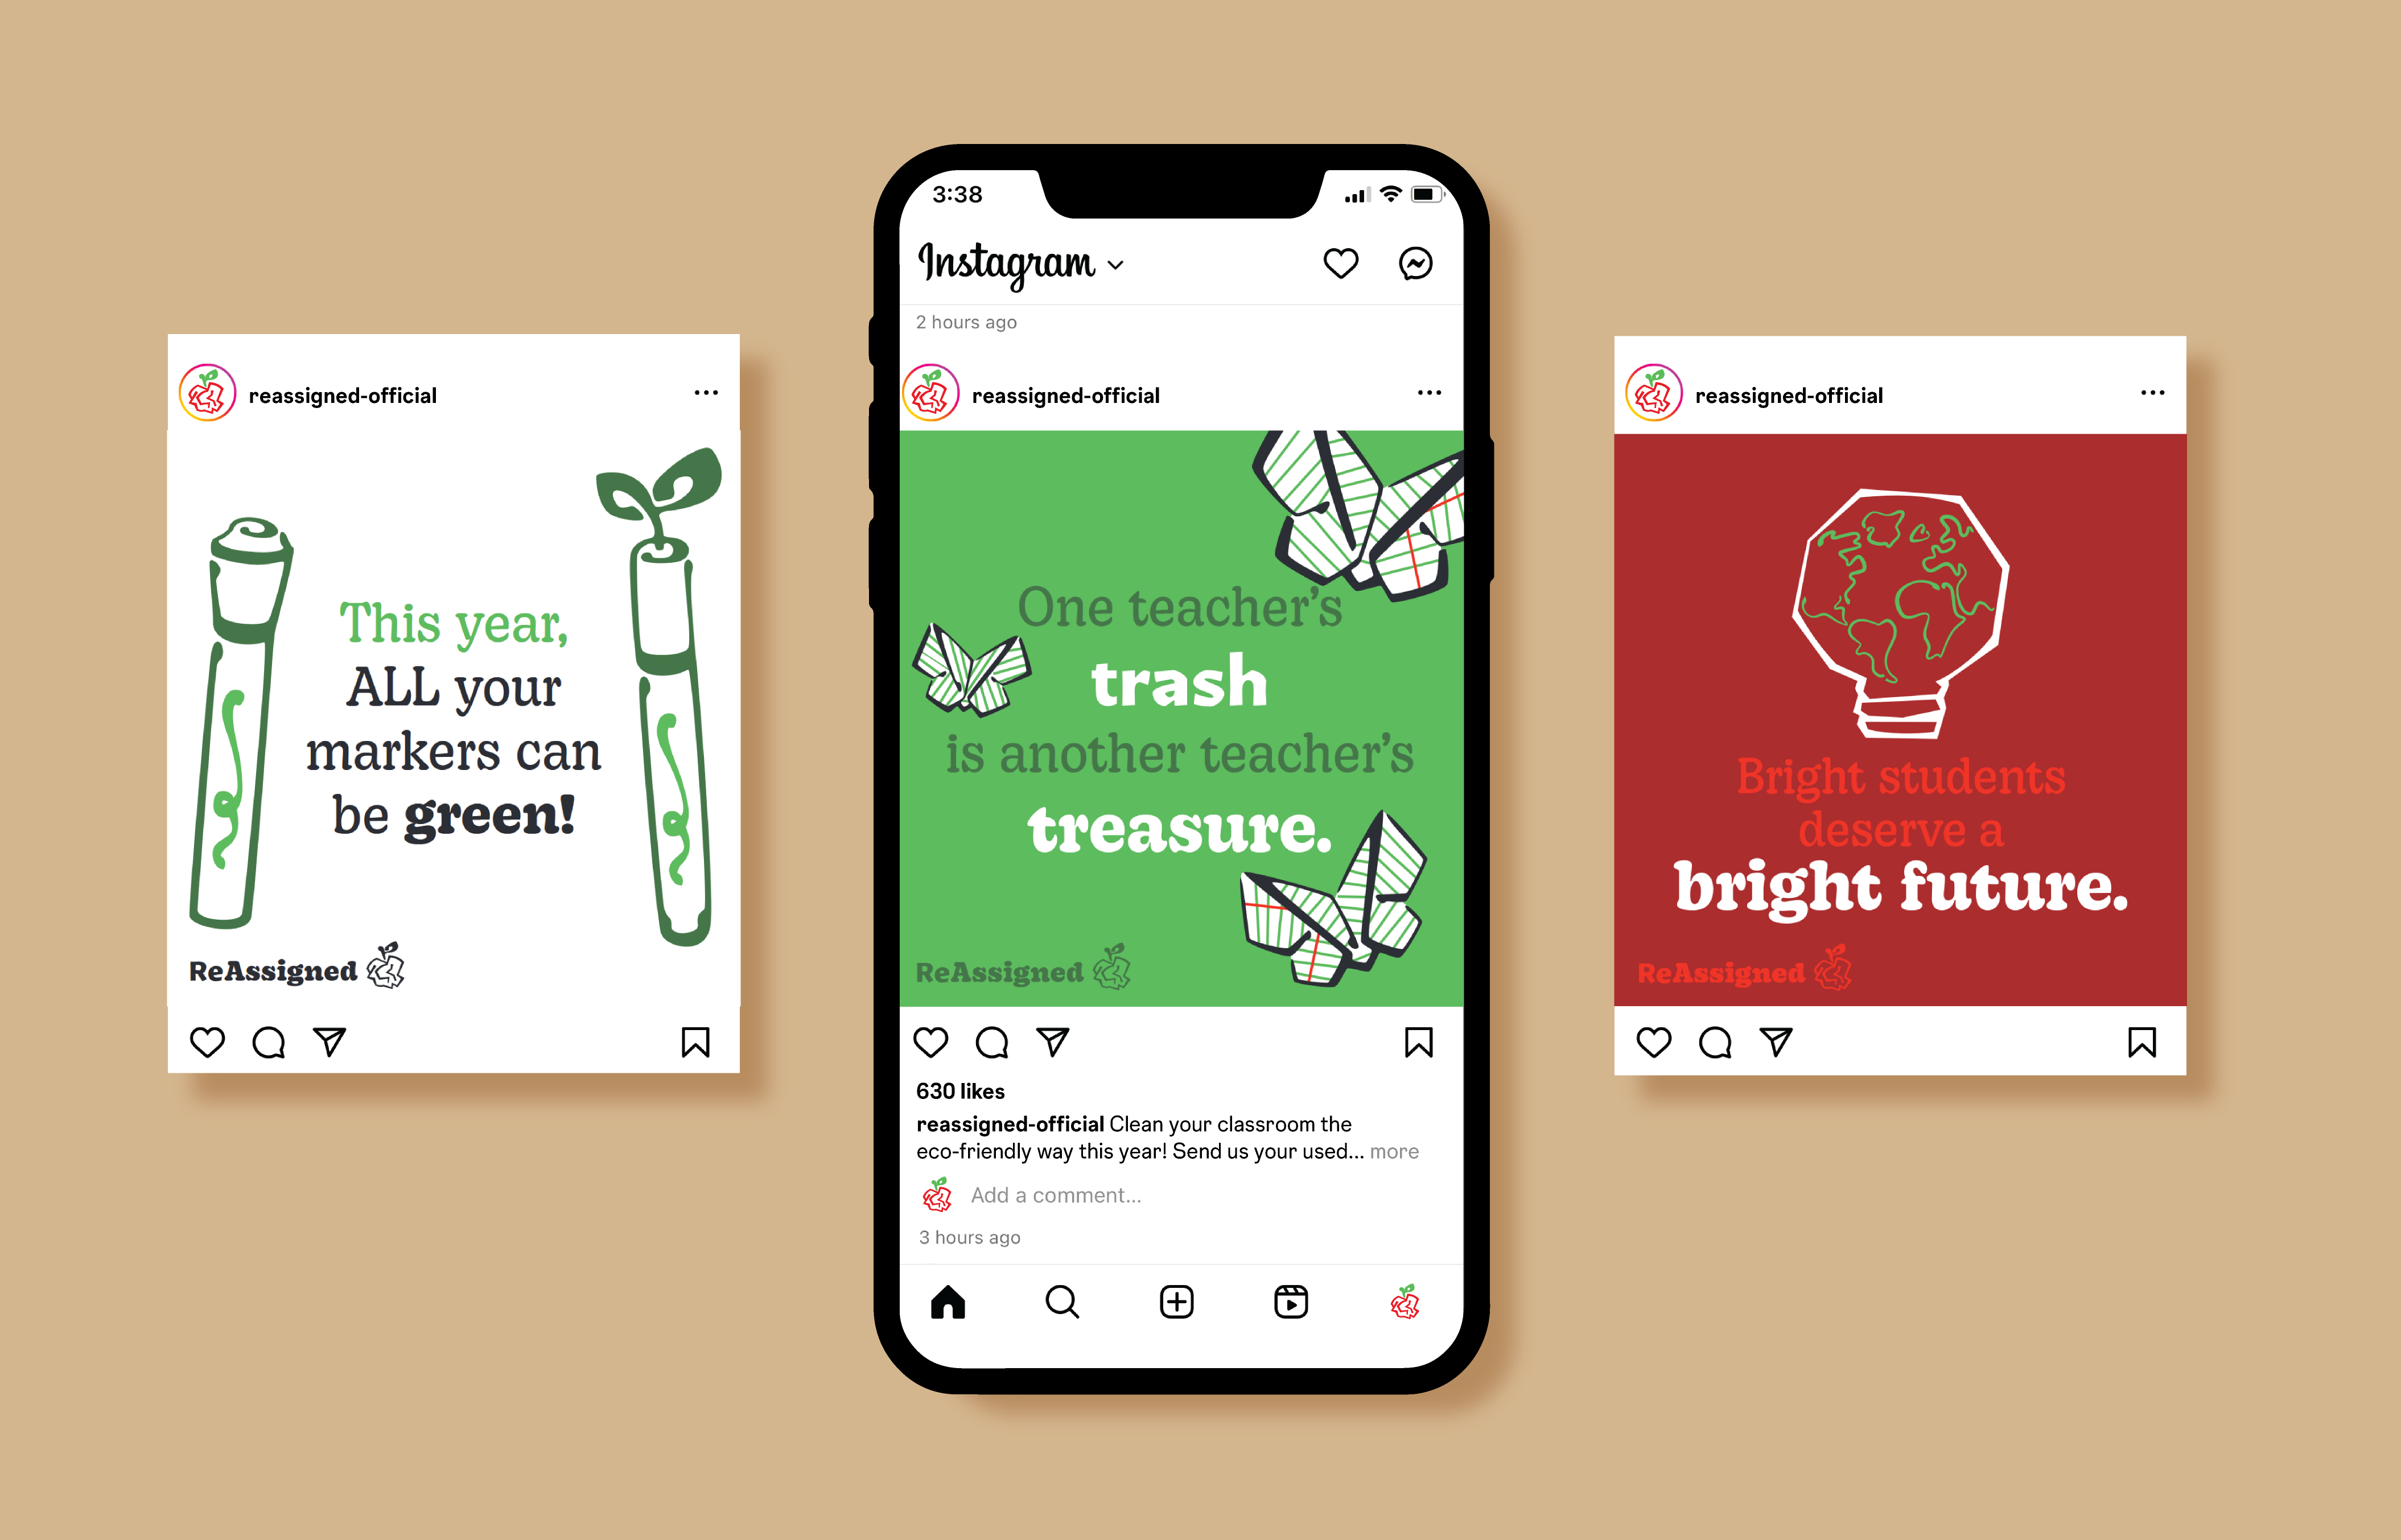 reassigned-official
This year,
ALL your
markers can
be green!
ReAssigned
3:38
Instagram
2 hours ago
reassigned-official
One teacher's
trash
is another teacher's
treasure.
ReAssigned
630 likes
reassigned-official Clean your classroom the
eco-friendly way this year! Send us your used... more
Add a comment...
3 hours ago
reassigned-official
Bright students
deserve a
bright future.
ReAssigned